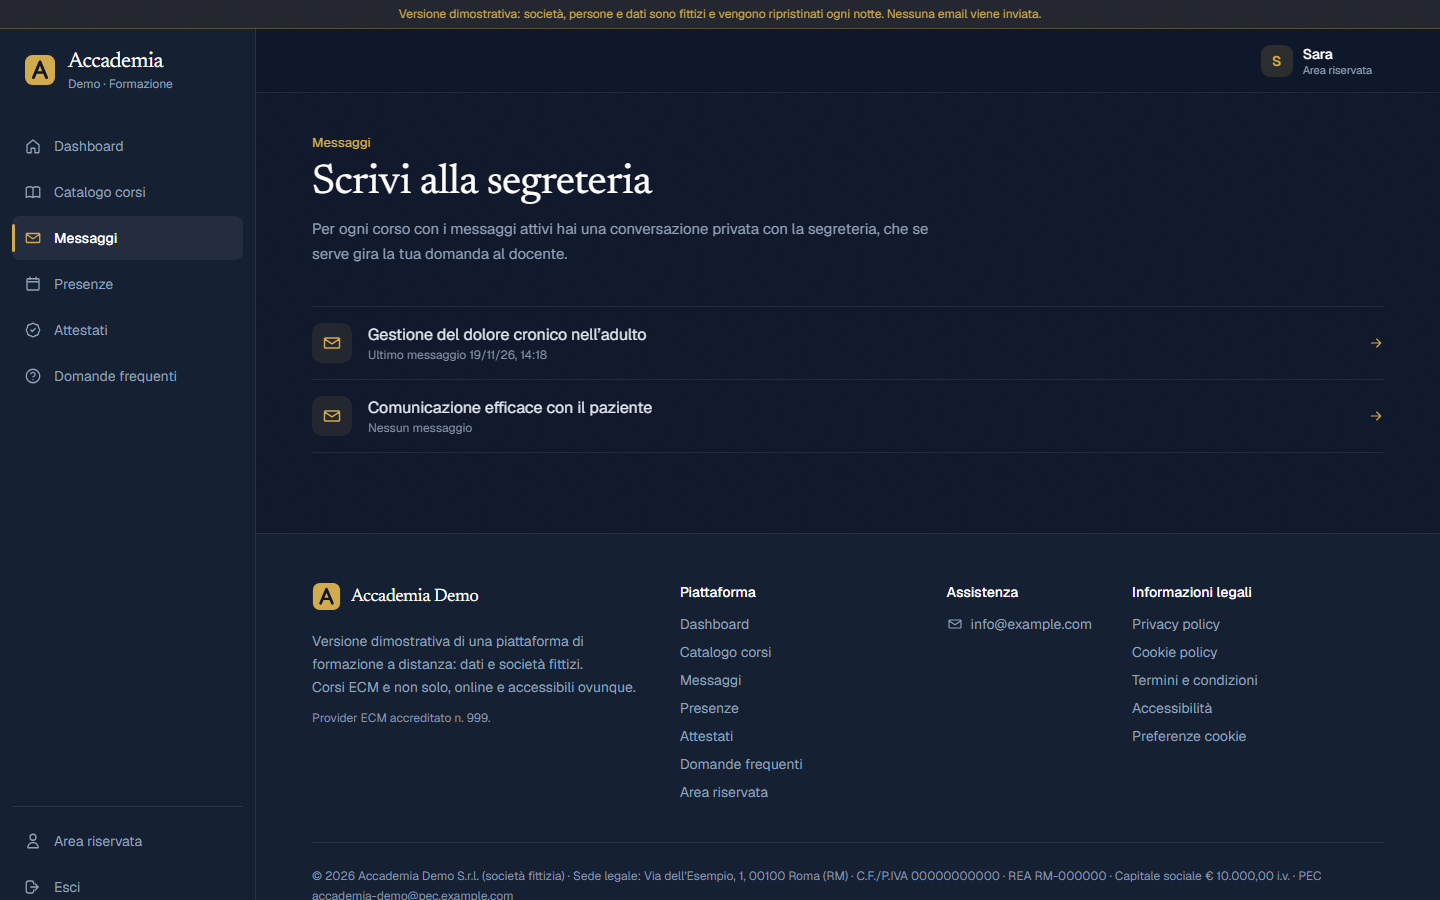 Versione dimostrativa: società, persone e dati sono fittizi e vengono ripristinati ogni notte. Nessuna email viene inviata.
A
Accademia
Demo · Formazione
S
Sara
Area riservata
Dashboard
Catalogo corsi
Messaggi
Presenze
Attestati
Domande frequenti
Area riservata
Esci
Messaggi
Scrivi alla segreteria
Per ogni corso con i messaggi attivi hai una conversazione privata con la segreteria, che se
serve gira la tua domanda al docente.
Gestione del dolore cronico nell’adulto
Ultimo messaggio 19/11/26, 14:18
Comunicazione efficace con il paziente
Nessun messaggio
A
Accademia Demo
Versione dimostrativa di una piattaforma di
formazione a distanza: dati e società fittizi.
Corsi ECM e non solo, online e accessibili ovunque.
Provider ECM accreditato n. 999.
Piattaforma
Dashboard
Catalogo corsi
Messaggi
Presenze
Attestati
Domande frequenti
Area riservata
Assistenza
info@example.com
Informazioni legali
Privacy policy
Cookie policy
Termini e condizioni
Accessibilità
Preferenze cookie
© 2026 Accademia Demo S.r.l. (società fittizia) · Sede legale: Via dell'Esempio, 1, 00100 Roma (RM) · C.F./P.IVA 00000000000 · REA RM-000000 · Capitale sociale € 10.000,00 i.v. · PEC
accademia-demo@pec.example.com